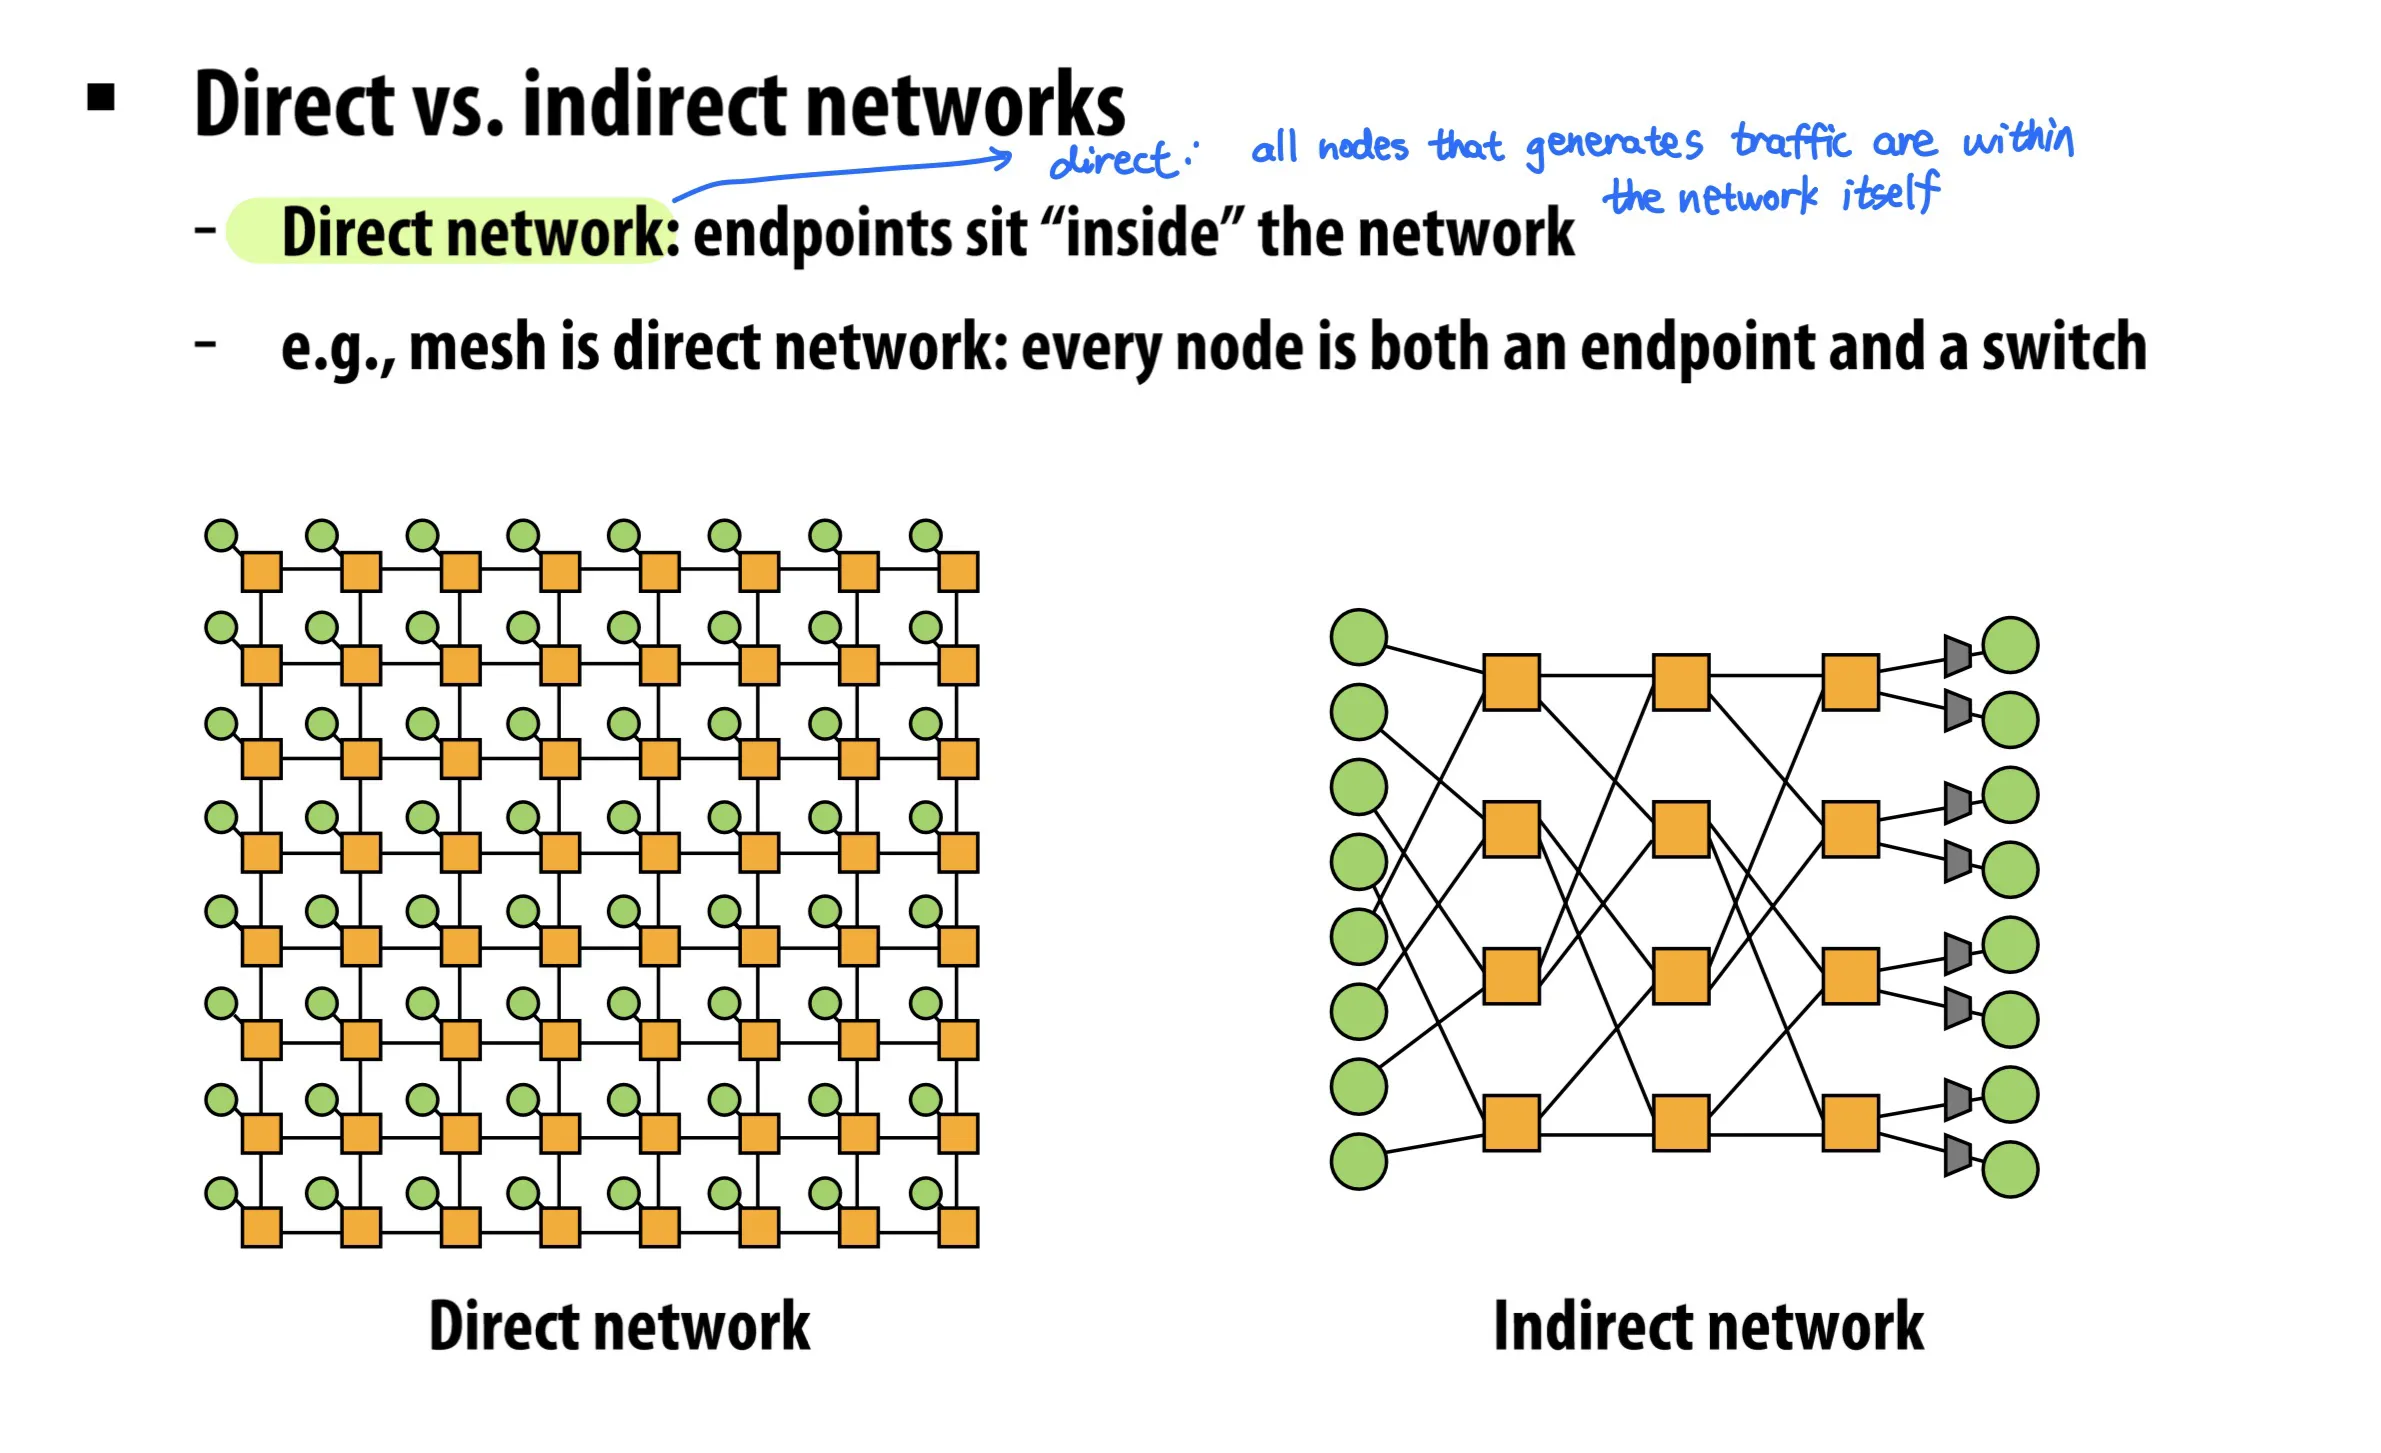 ▪ Direct vs. indirect networks
direct: all nodes that generates traffic are within
the network itself
- Direct network: endpoints sit “inside” the network
- e.g., mesh is direct network: every node is both an endpoint and a switch
Direct network
Indirect network